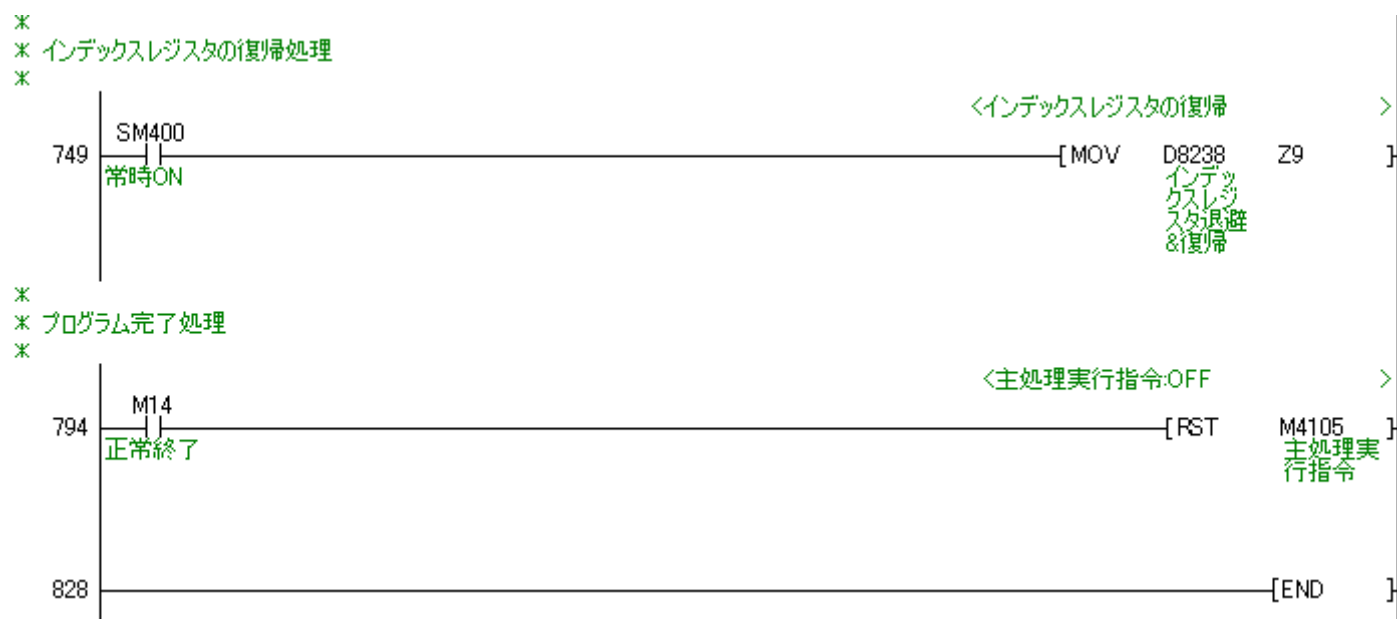 *
* インデックスレジスタの復帰処理
*
<インデックスレジスタの復帰 >
SM400
749 [MOV D8238 Z9 ]
常時ON
インデッ
クスレジ
スタ退避
&復帰
*
* プログラム完了処理
*
<主処理実行指令:OFF >
M14
794 [RST M4105 ]
正常終了
主処理実
行指令
828 [END ]